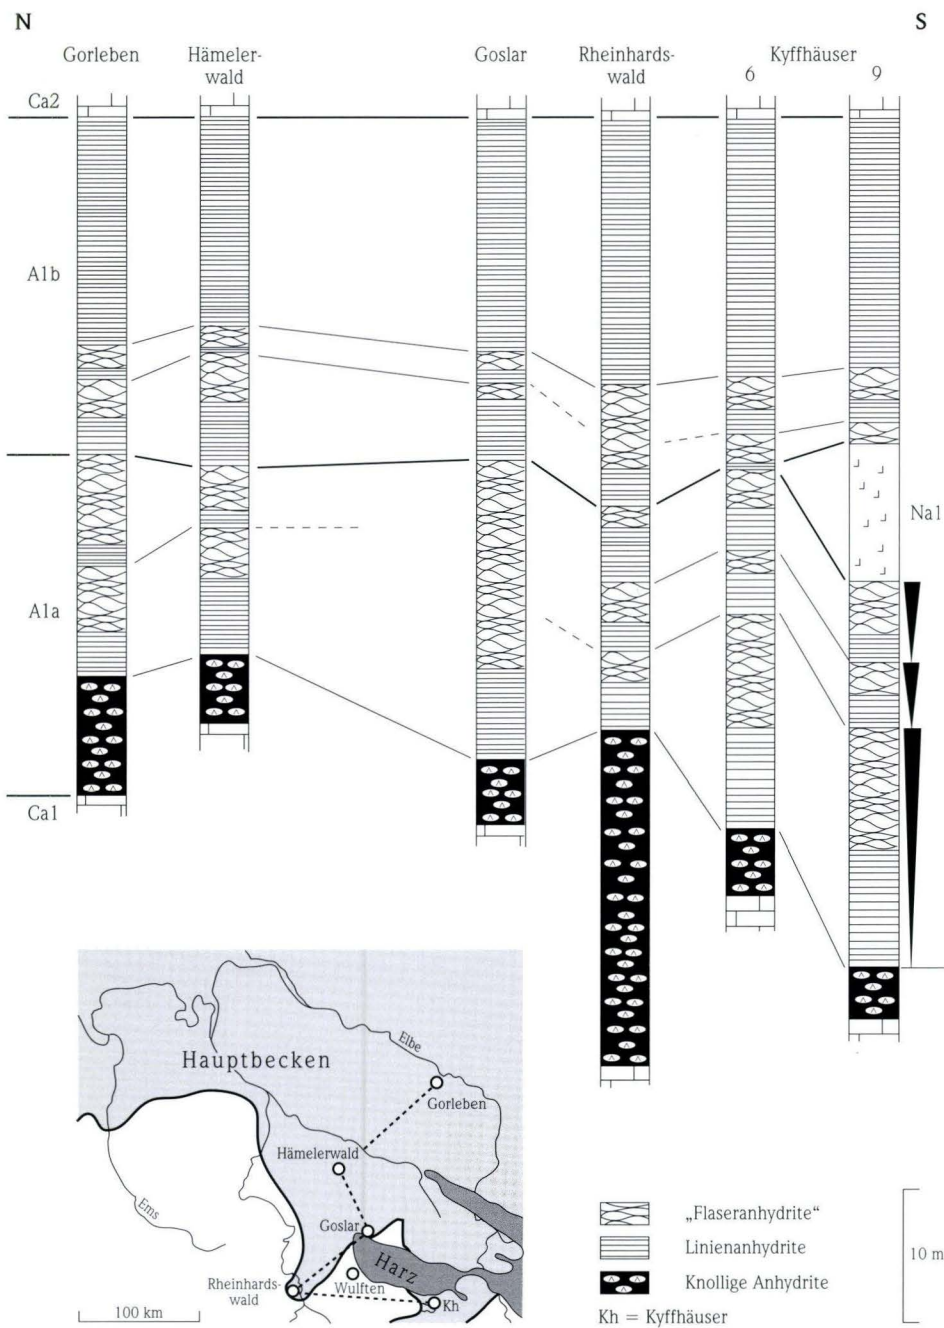 N
S
Gorleben
Hämeler-
wald
Goslar
Rheinhards-
wald
Kyffhäuser
6
9
Ca2
A1b
A1a
Ca1
Na1
Hauptbecken
Elbe
Gorleben
Hämelerwald
Ems
Goslar
Harz
Rheinhards-
wald
Wulften
Kh
100 km
„Flaseranhydrite“
Linienanhydrite
Knollige Anhydrite
Kh = Kyffhäuser
10 m